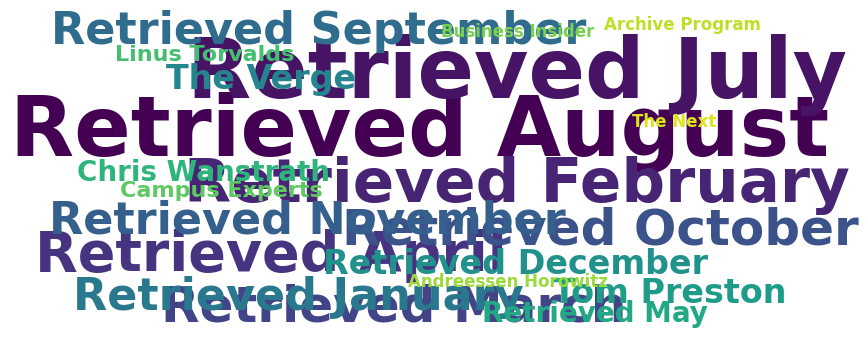 Retrieved September
Business Insider
Archive Program
Linus Torvalds
Retrieved July
The Verge
Retrieved August
The Next
Chris Wanstrath
Retrieved February
Campus Experts
Retrieved November
Retrieved October
Retrieved April
Retrieved December
Andreessen Horowitz
Retrieved January
Tom Preston
Retrieved March
Retrieved May